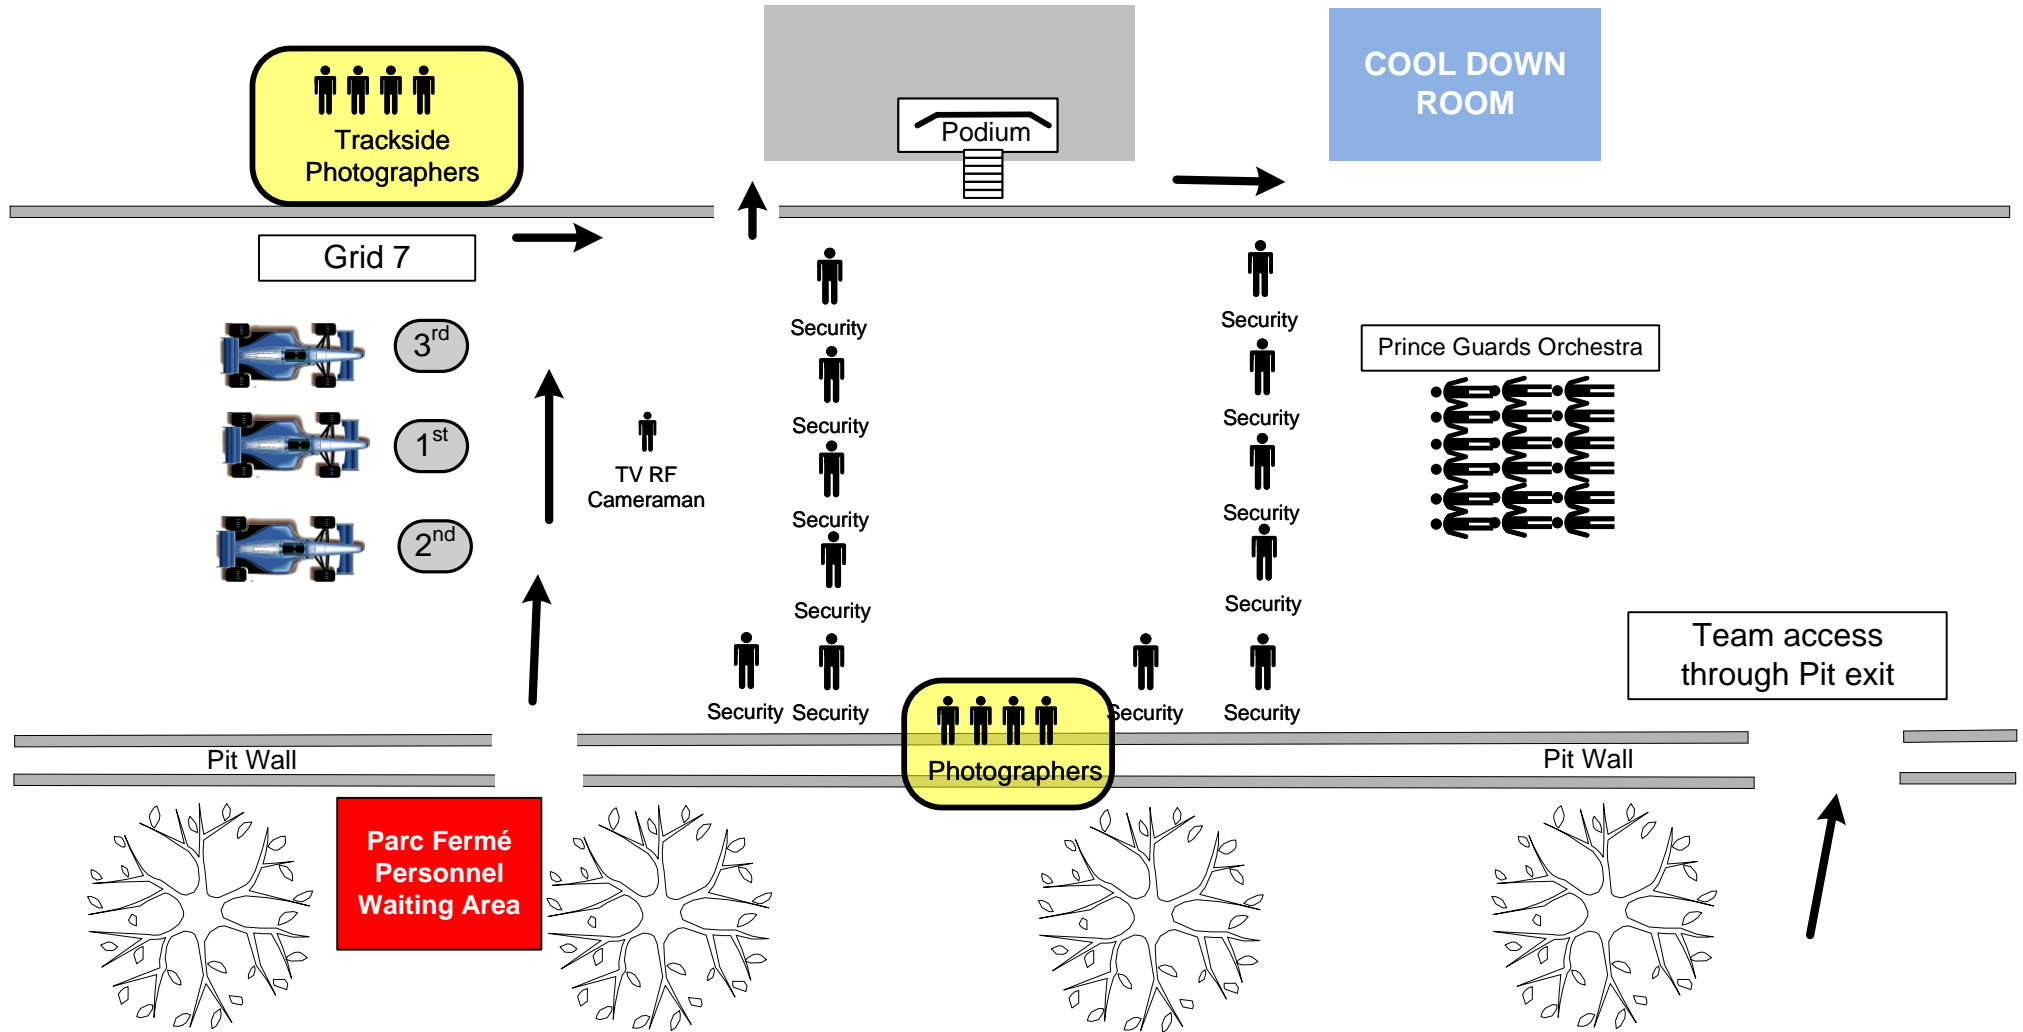 COOL DOWN
ROOM
Trackside
Photographers
Podium
Grid 7
3rd
1st
2nd
TV RF
Cameraman
Security
Security
Security
Security
Security
Security
Security
Security
Security
Security
Security
Security
Prince Guards Orchestra
Team access
through Pit exit
Pit Wall
Photographers
Pit Wall
Parc Fermé
Personnel
Waiting Area